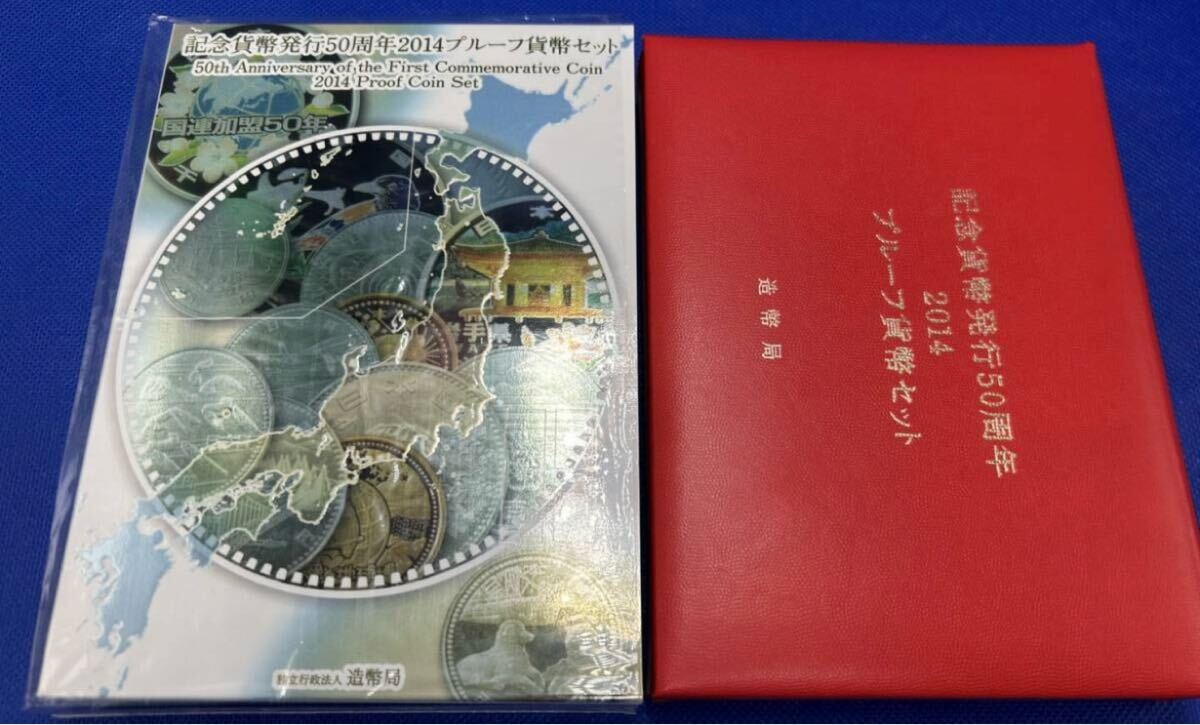 記念貨幣発行50周年2014プルーフ貨幣セット
50th Anniversary of the First Commemorative Coin
2014 Proof Coin Set
国連加盟50年
手県
独立行政法人 造幣局
記念貨幣発行50周年
2014
プルーフ貨幣セット
造幣局